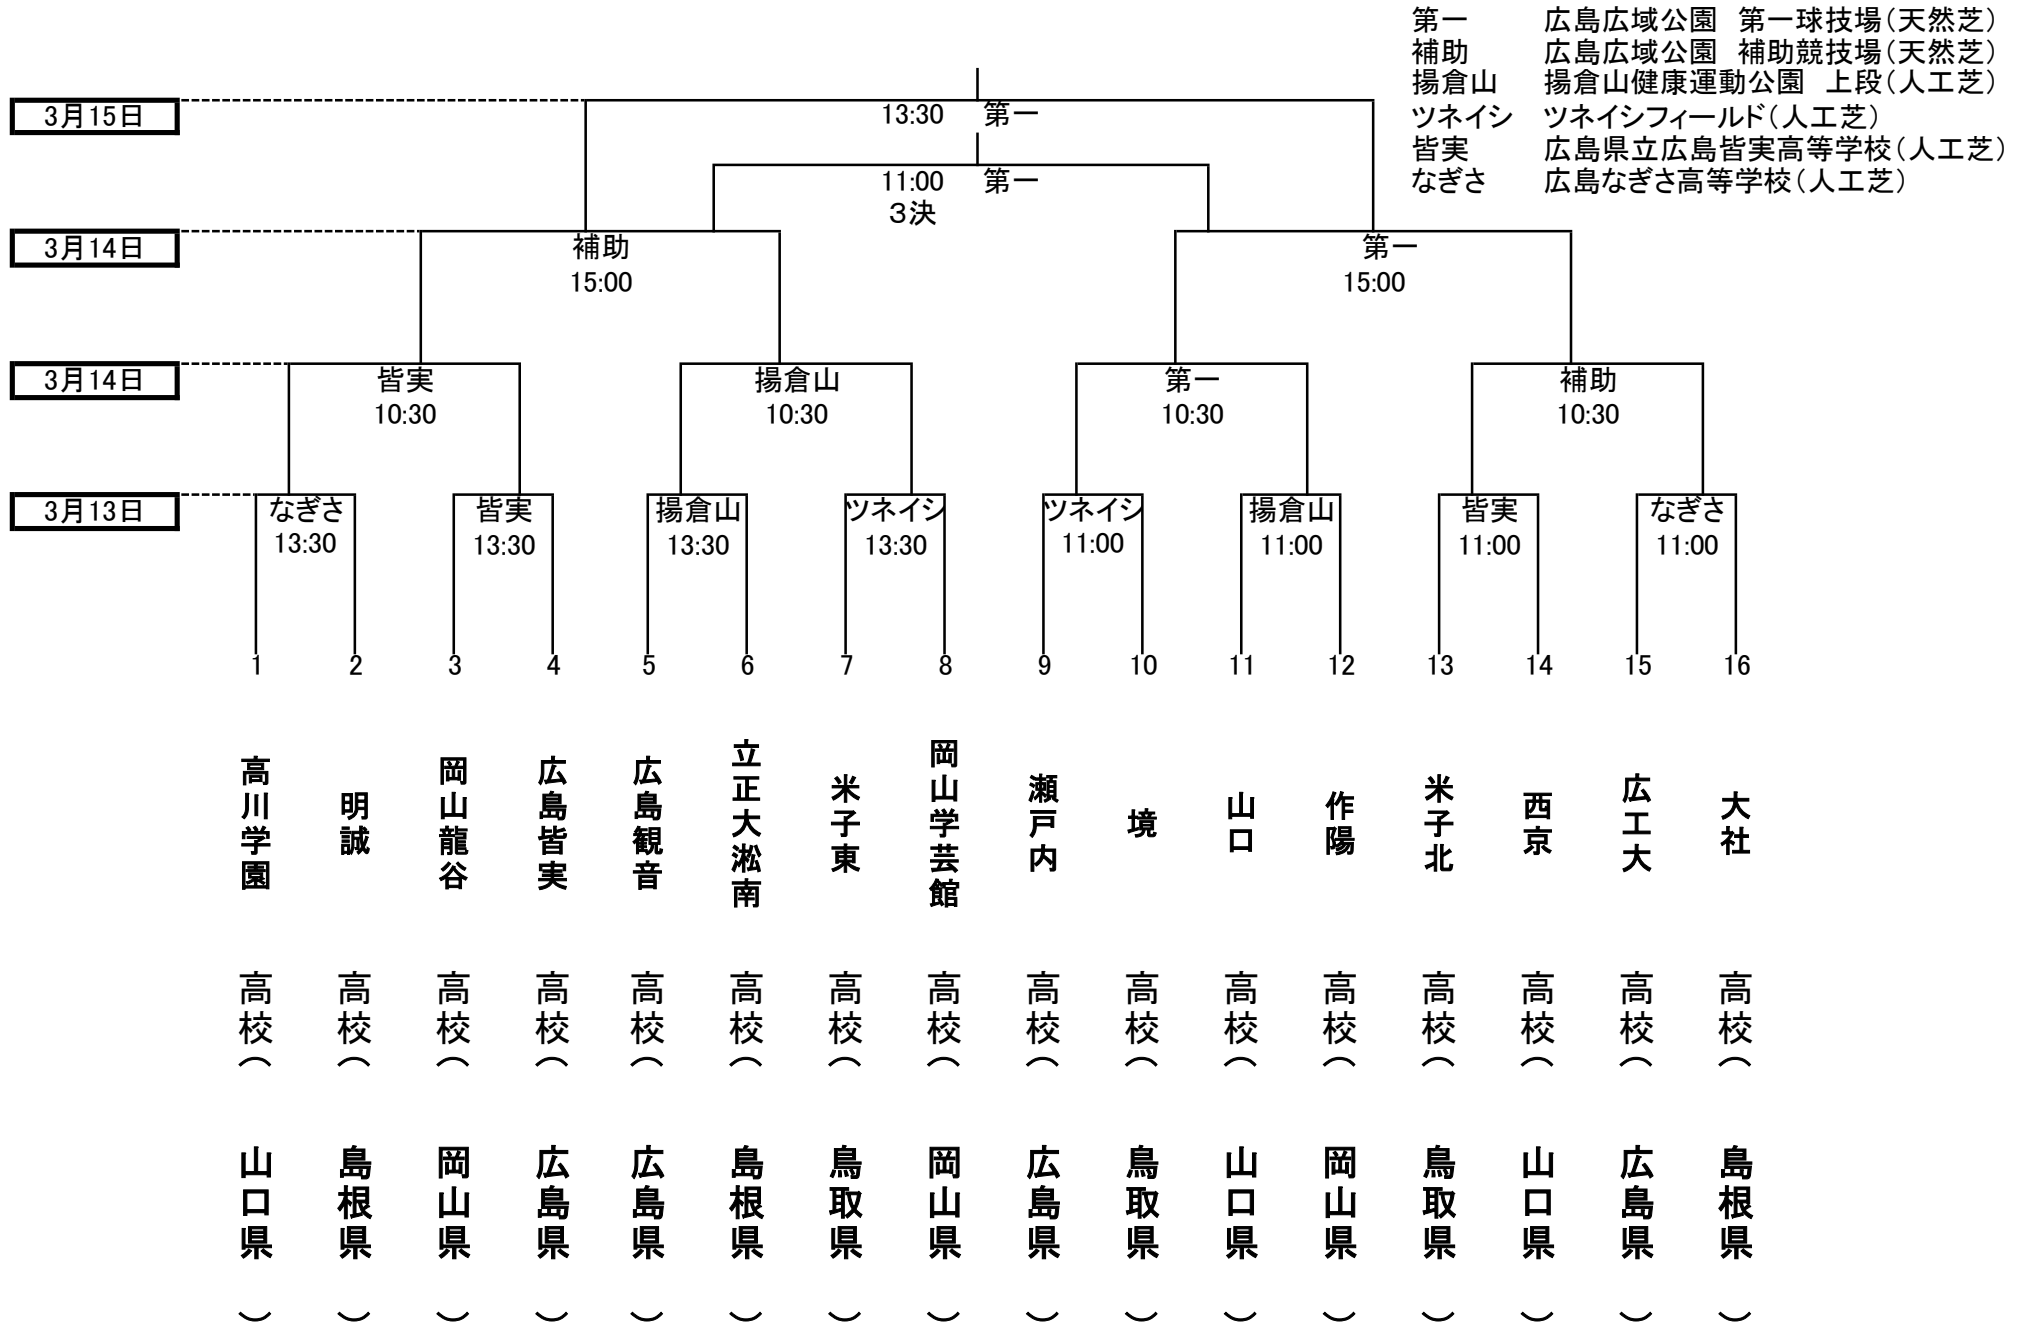 第一　広島広域公園　第一球技場（天然芝）
補助　広島広域公園　補助競技場（天然芝）
揚倉山　揚倉山健康運動公園　上段（人工芝）
ツネイシ　ツネイシフィールド（人工芝）
皆実　広島県立広島皆実高等学校（人工芝）
なぎさ　広島なぎさ高等学校（人工芝）
3月15日
13:30　第一
11:00　第一
３決
3月14日
補助
15:00
第一
15:00
3月14日
皆実
10:30
揚倉山
10:30
第一
10:30
補助
10:30
3月13日
なぎさ
13:30
皆実
13:30
揚倉山
13:30
ツネイシ
13:30
ツネイシ
11:00
揚倉山
11:00
皆実
11:00
なぎさ
11:00
1
2
3
4
5
6
7
8
9
10
11
12
13
14
15
16
高川学園　高校（山口県）
明誠　高校（島根県）
岡山龍谷　高校（岡山県）
広島皆実　高校（広島県）
広島観音　高校（広島県）
立正大淞南　高校（島根県）
米子東　高校（鳥取県）
岡山学芸館　高校（岡山県）
瀬戸内　高校（広島県）
境　高校（鳥取県）
山口　高校（山口県）
作陽　高校（岡山県）
米子北　高校（鳥取県）
西京　高校（山口県）
広工大　高校（広島県）
大社　高校（島根県）